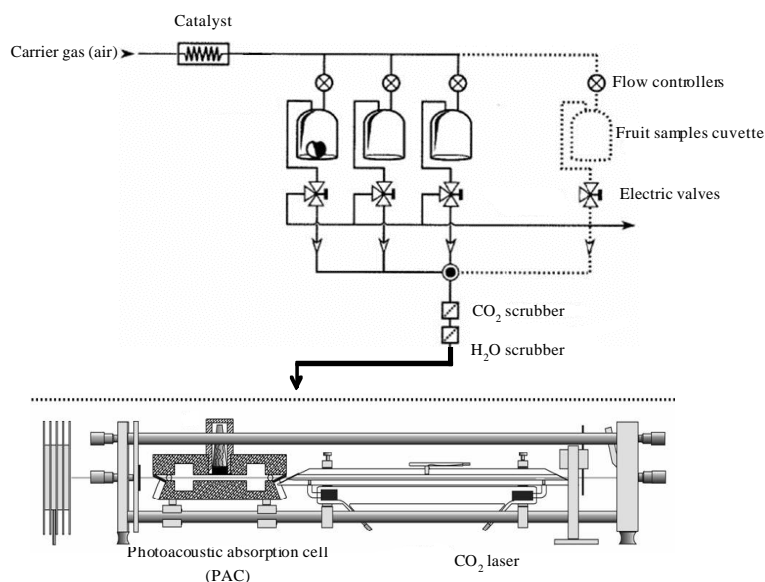 Catalyst
Carrier gas (air)
Flow controllers
Fruit samples cuvette
Electric valves
CO₂ scrubber
H₂O scrubber
Photoacoustic absorption cell
(PAC)
CO₂ laser